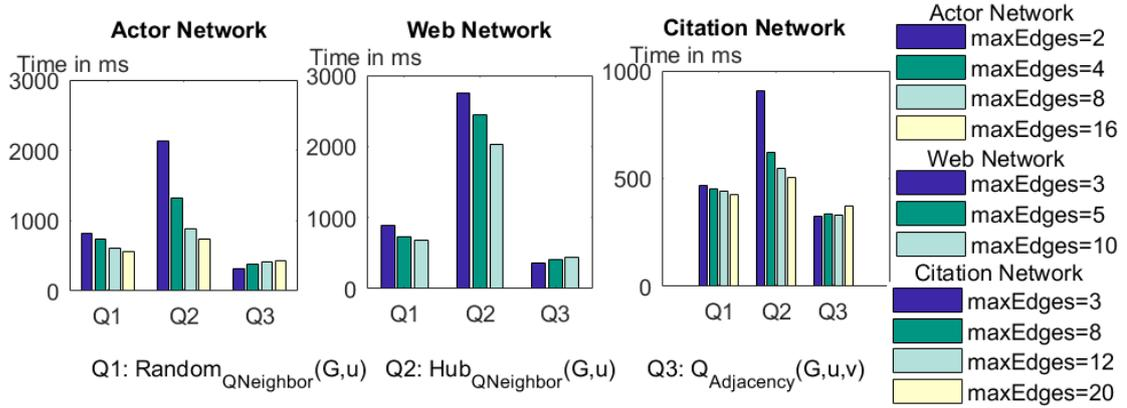 Actor Network
Time in ms
3000
2000
1000
0
Q1 Q2 Q3
Web Network
Time in ms
3000
2000
1000
0
Q1 Q2 Q3
Citation Network
Time in ms
1000
500
0
Q1 Q2 Q3
Actor Network
maxEdges=2
maxEdges=4
maxEdges=8
maxEdges=16
Web Network
maxEdges=3
maxEdges=5
maxEdges=10
Citation Network
maxEdges=3
maxEdges=8
maxEdges=12
maxEdges=20
Q1: Random_QNeighbor(G,u) Q2: Hub_QNeighbor(G,u) Q3: Q_Adjacency(G,u,v)